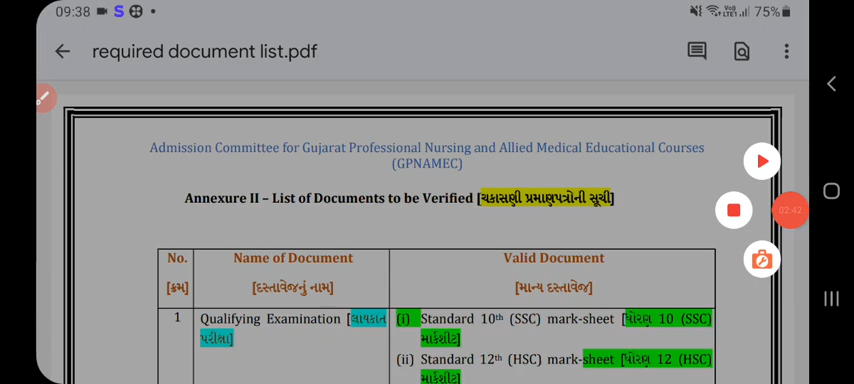 09:38
75%
required document list.pdf
Admission Committee for Gujarat Professional Nursing and Allied Medical Educational Courses
(GPNAMEC)
Annexure II – List of Documents to be Verified [ચકાસણી પ્રમાણપત્રોની સૂચી]
No. Name of Document Valid Document
[ક્રમ] [દસ્તાવેજનું નામ] [માન્ય દસ્તાવેજ]
1 Qualifying Examination [લાયકાત (i) Standard 10th (SSC) mark-sheet [ધોરણ 10 (SSC)
પરીક્ષા] માર્કશીટ]
(ii) Standard 12th (HSC) mark-sheet [ધોરણ 12 (HSC)
માર્કશીટ]
02:42